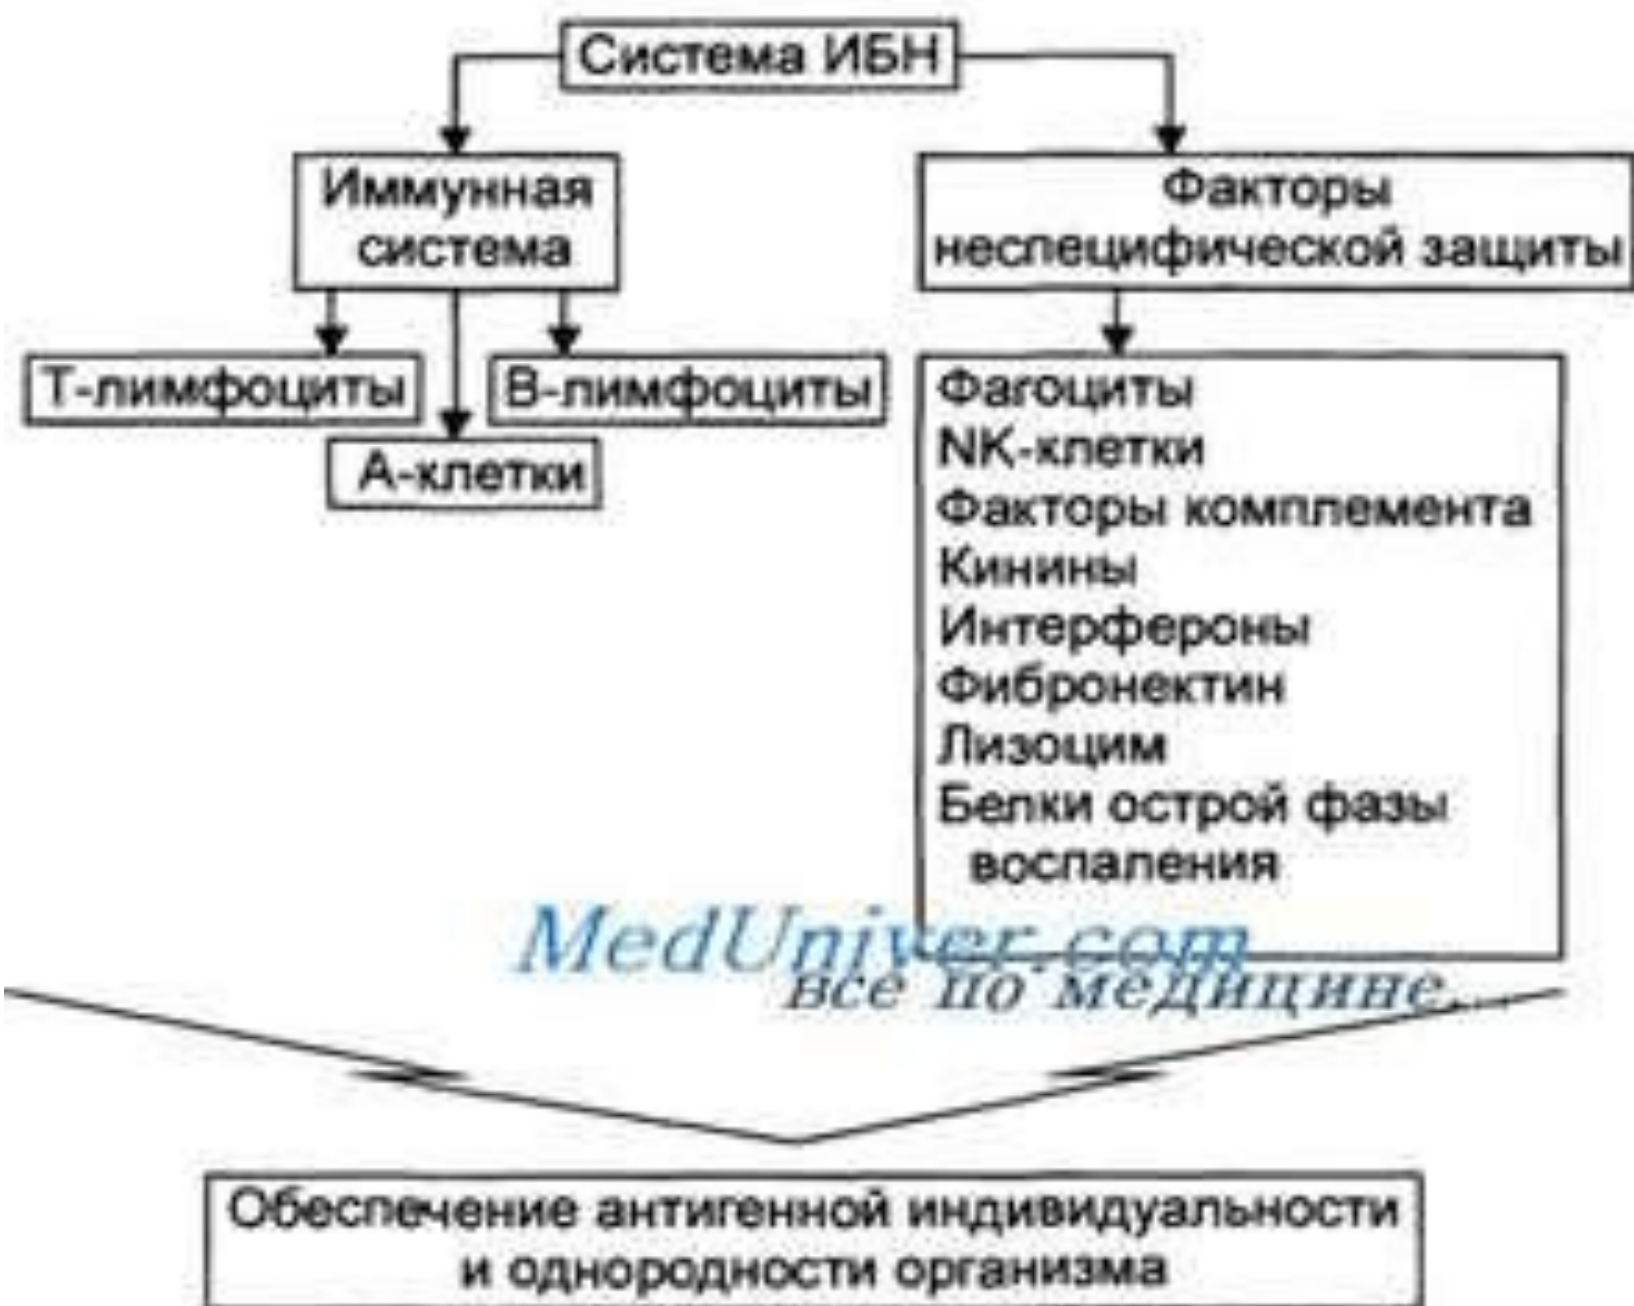 Система ИБН
Иммунная
система
Факторы
неспецифической защиты
Т-лимфоциты
В-лимфоциты
А-клетки
Фагоциты
NK-клетки
Факторы комплемента
Кинины
Интерфероны
Фибронектин
Лизоцим
Белки острой фазы
воспаления
MedUniver.com
все по медицине...
Обеспечение антигенной индивидуальности
и однородности организма